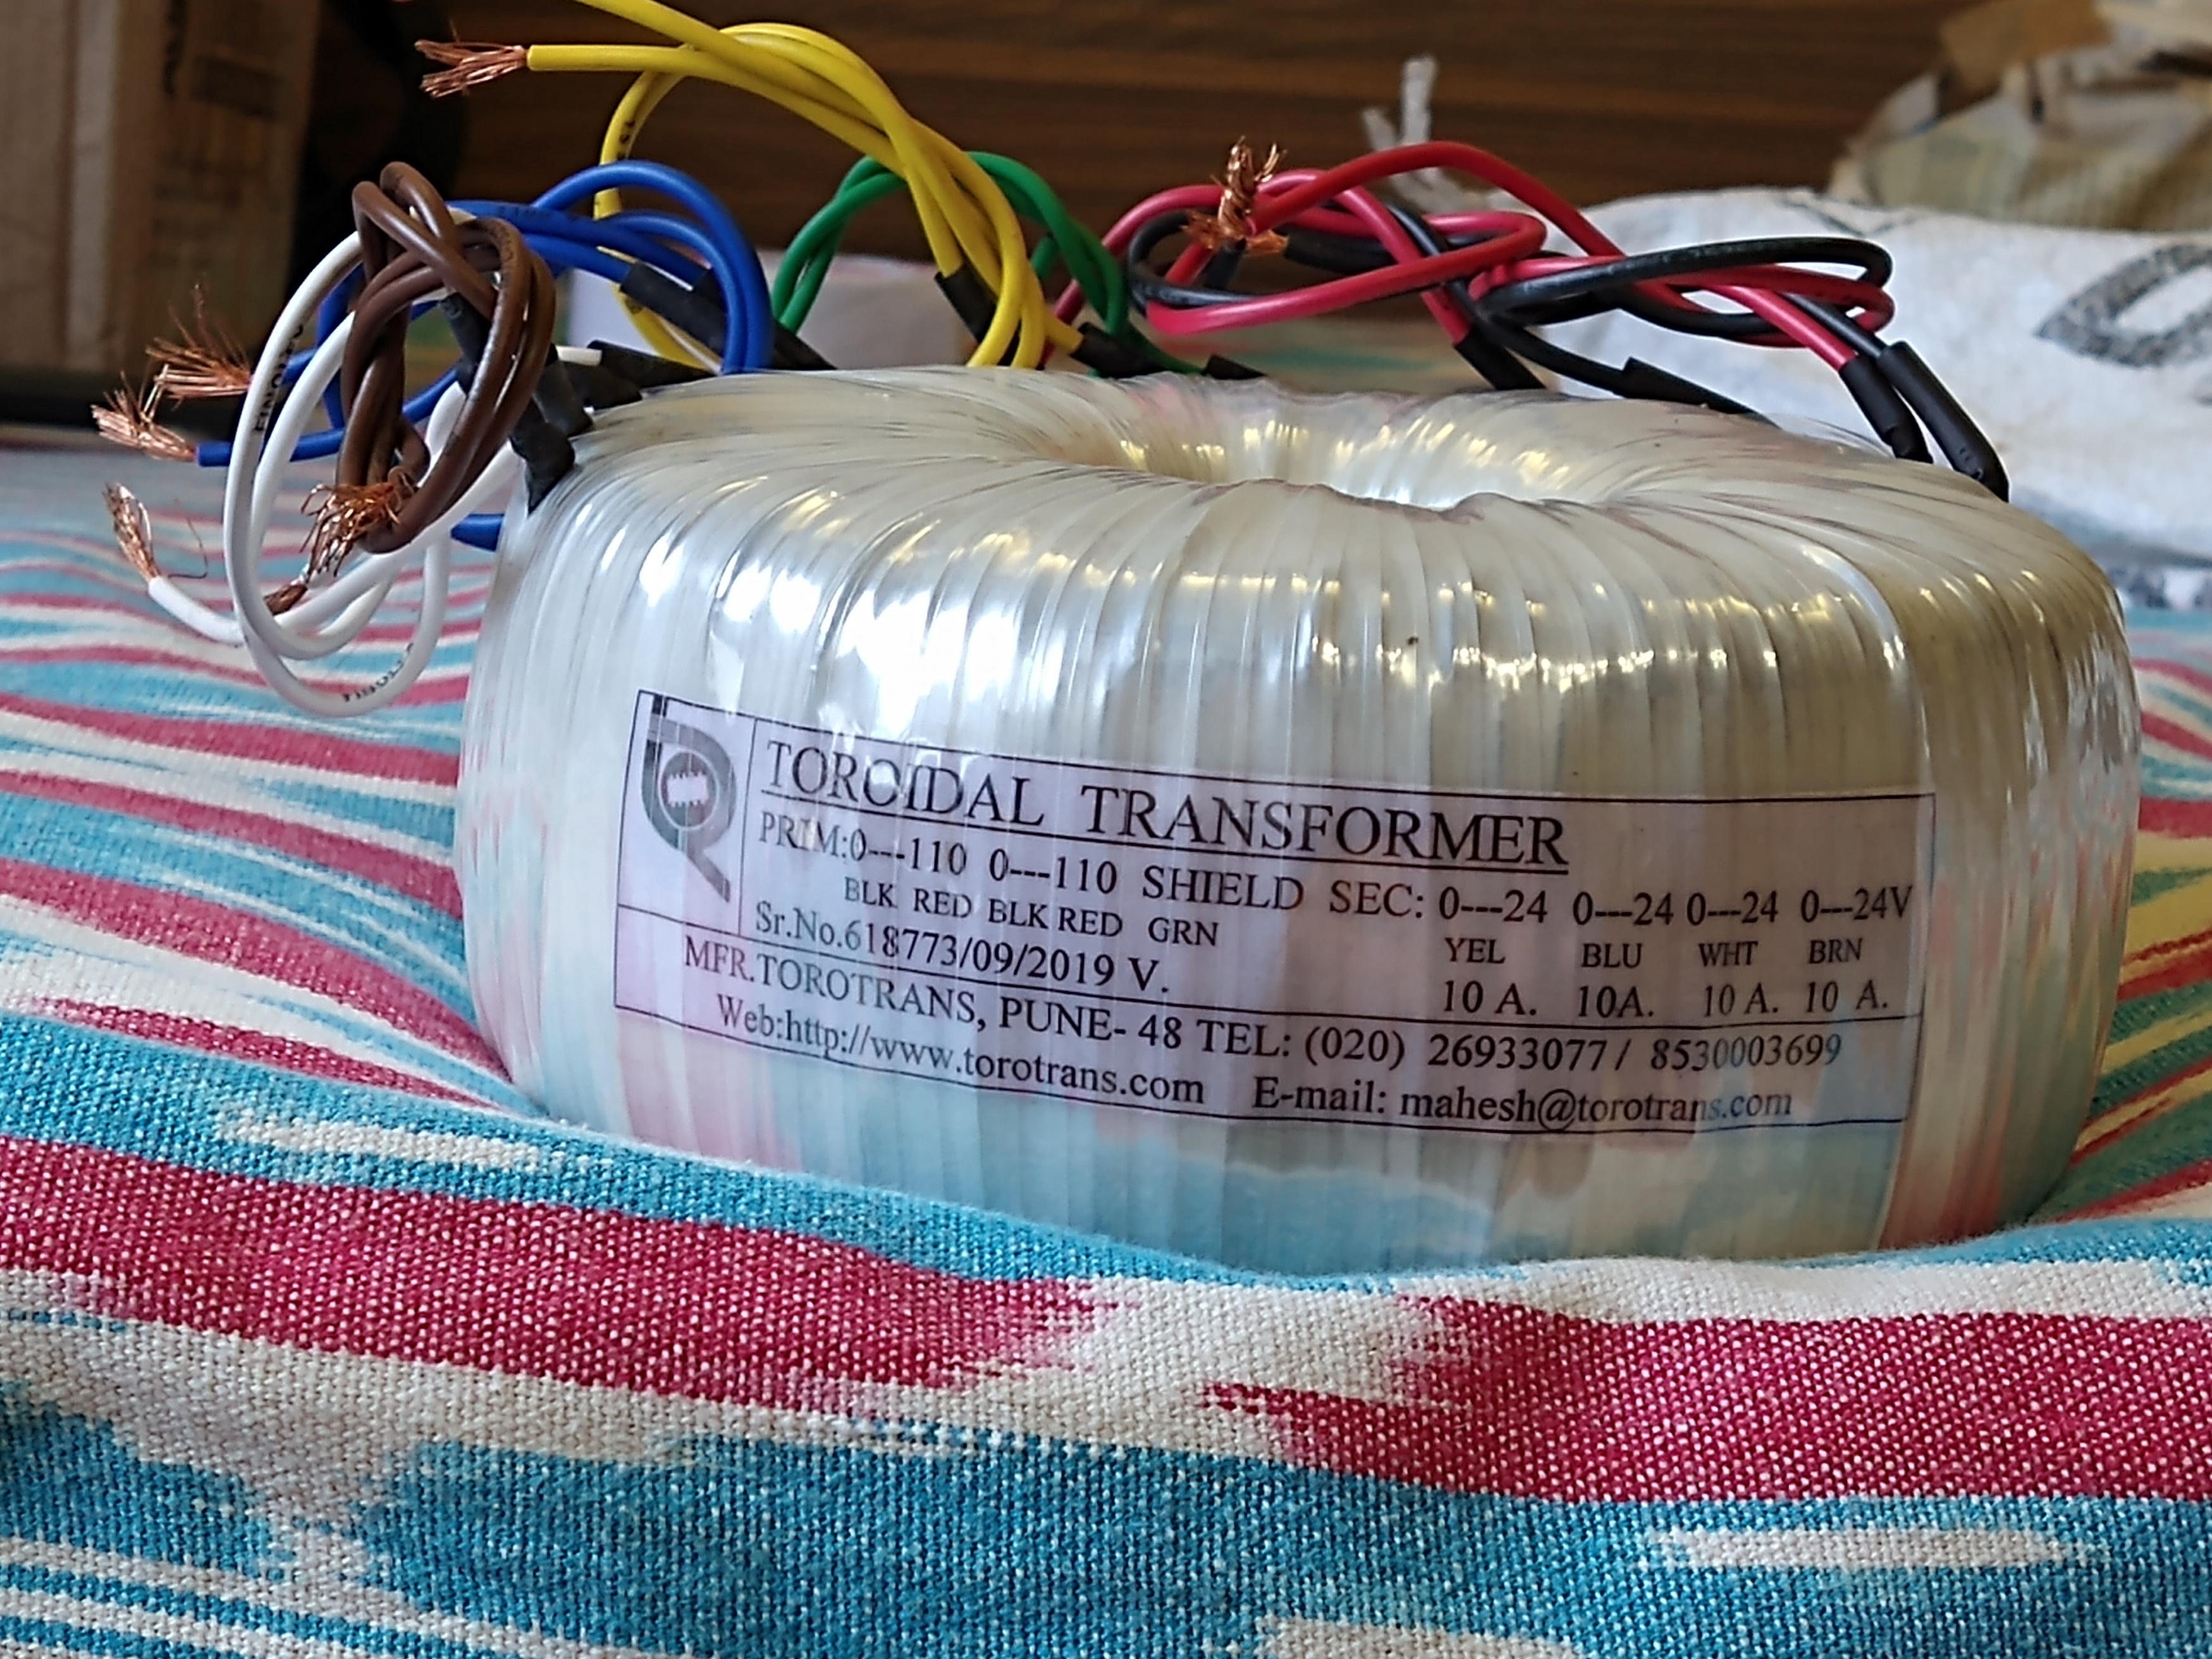 TOROIDAL TRANSFORMER
PRIM:0---110 0---110 SHIELD SEC: 0---24 0---24 0---24 0---24V
BLK RED BLK RED GRN YEL BLU WHT BRN
Sr.No.618773/09/2019 V. 10 A. 10A. 10 A. 10 A.
MFR.TOROTRANS, PUNE- 48 TEL: (020) 26933077/ 8530003699
Web:http://www.torotrans.com E-mail: mahesh@torotrans.com